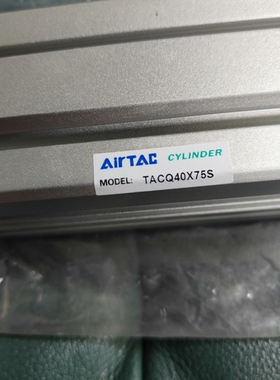 AirTAC CYLINDER
MODEL: TACQ40X75S